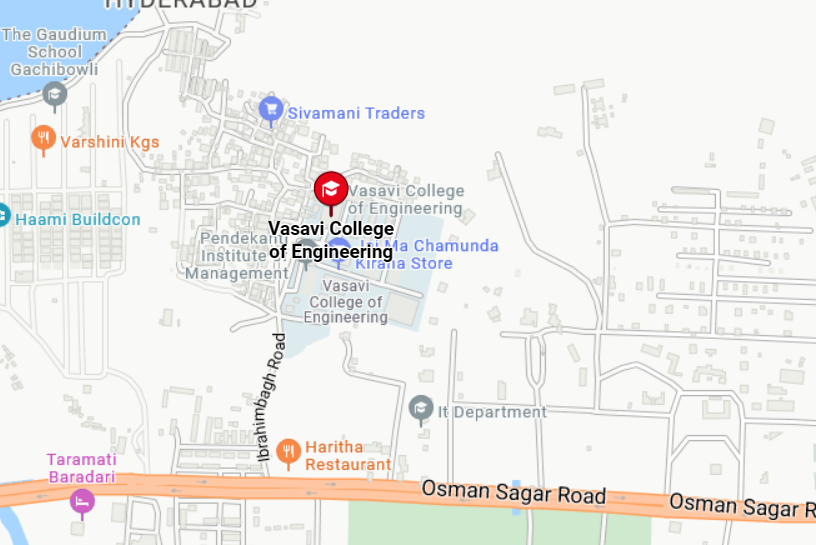 HYDERABAD
The Gaudium
School
Gachibowli
Sivamani Traders
Varshini Kgs
Vasavi College
of Engineering
Haami Buildcon
Vasavi College
of Engineering
Pendekanti
Institute
Management
Jai Ma Chamunda
Kirana Store
Vasavi
College of
Engineering
Ibrahimbagh Road
It Department
Haritha
Restaurant
Taramati
Baradari
Osman Sagar Road
Osman Sagar R